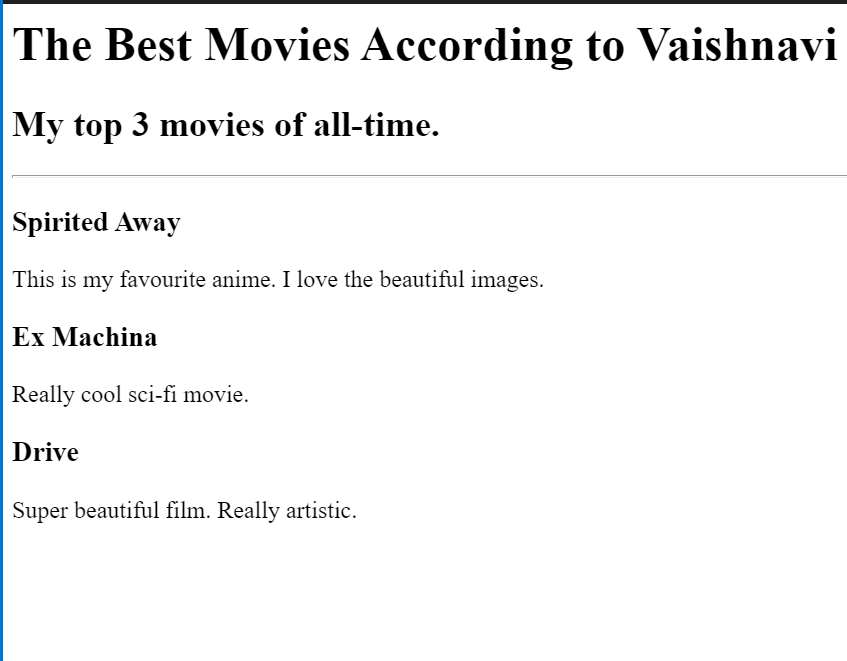 The Best Movies According to Vaishnavi
My top 3 movies of all-time.
Spirited Away
This is my favourite anime. I love the beautiful images.
Ex Machina
Really cool sci-fi movie.
Drive
Super beautiful film. Really artistic.